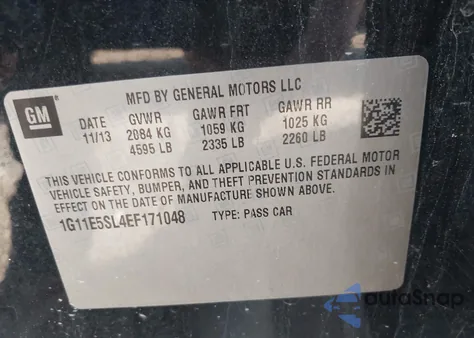 GM
MFD BY GENERAL MOTORS LLC
DATE GVWR GAWR FRT GAWR RR
11/13 2084 KG 1059 KG 1025 KG
4595 LB 2335 LB 2260 LB
THIS VEHICLE CONFORMS TO ALL APPLICABLE U.S. FEDERAL MOTOR
VEHICLE SAFETY, BUMPER, AND THEFT PREVENTION STANDARDS IN
EFFECT ON THE DATE OF MANUFACTURE SHOWN ABOVE.
1G11E5SL4EF171048 TYPE: PASS CAR
autoSnap